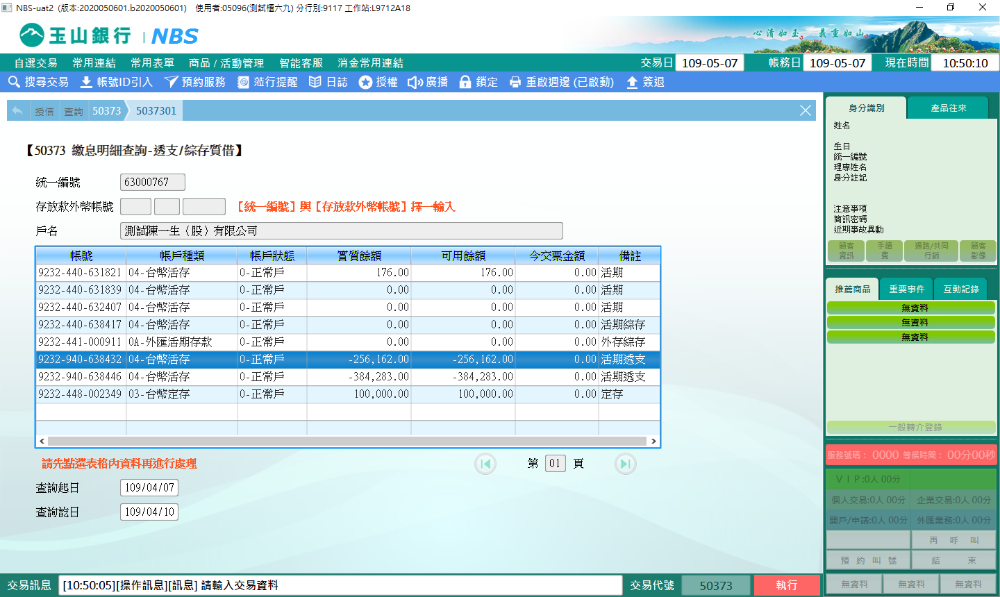 NBS-uat2 (版本:2020050601.b2020050601) 使用者:05096(測試櫃六九) 分行別:9117 工作站:L9712A18
玉山銀行 | NBS
心清如玉。 義重如山。
自選交易 常用連結 常用表單 商品 / 活動管理 智能客服 消金常用連結 交易日 109-05-07 帳務日 109-05-07 現在時間 10:50:10
搜尋交易 帳號ID引入 預約服務 蒞行提醒 日誌 授權 廣播 鎖定 重啟週邊 (已啟動) 簽退
授信 查詢 50373 5037301
【50373 繳息明細查詢-透支/綜存質借】
統一編號 63000767
存放款外幣帳號 【統一編號】與【存放款外幣帳號】擇一輸入
戶名 測試陳一生（股）有限公司
帳號 帳戶種類 帳戶狀態 實質餘額 可用餘額 今交票金額 備註
9232-440-631821 04-台幣活存 0-正常戶 176.00 176.00 0.00 活期
9232-440-631839 04-台幣活存 0-正常戶 0.00 0.00 0.00 活期
9232-440-632407 04-台幣活存 0-正常戶 0.00 0.00 0.00 活期
9232-440-638417 04-台幣活存 0-正常戶 0.00 0.00 0.00 活期綜存
9232-441-000911 0A-外匯活期存款 0-正常戶 0.00 0.00 0.00 外存綜存
9232-940-638432 04-台幣活存 0-正常戶 -256,162.00 -256,162.00 0.00 活期透支
9232-940-638446 04-台幣活存 0-正常戶 -384,283.00 -384,283.00 0.00 活期透支
9232-448-002349 03-台幣定存 0-正常戶 100,000.00 100,000.00 0.00 定存
請先點選表格內資料再進行處理 第 01 頁
查詢起日 109/04/07
查詢訖日 109/04/10
交易訊息 [10:50:05][操作訊息][訊息] 請輸入交易資料 交易代號 50373 執行
身分識別 產品往來
姓名
生日
統一編號
理專姓名
身分註記
注意事項
簡訊密碼
近期事故異動
顧客資訊 手續費 通路/共同行銷 顧客影像
推薦商品 重要事件 互動記錄
無資料
無資料
無資料
一般轉介登錄
服務號碼： 0000 等候時間： 00分00秒
ＶＩＰ:0人 00分
個人交易:0人 00分 企業交易:0人 00分
開戶/申請:0人 00分 外匯業務:0人 00分
再 呼 叫
預 約 叫 號 結 束
無資料 無資料 無資料